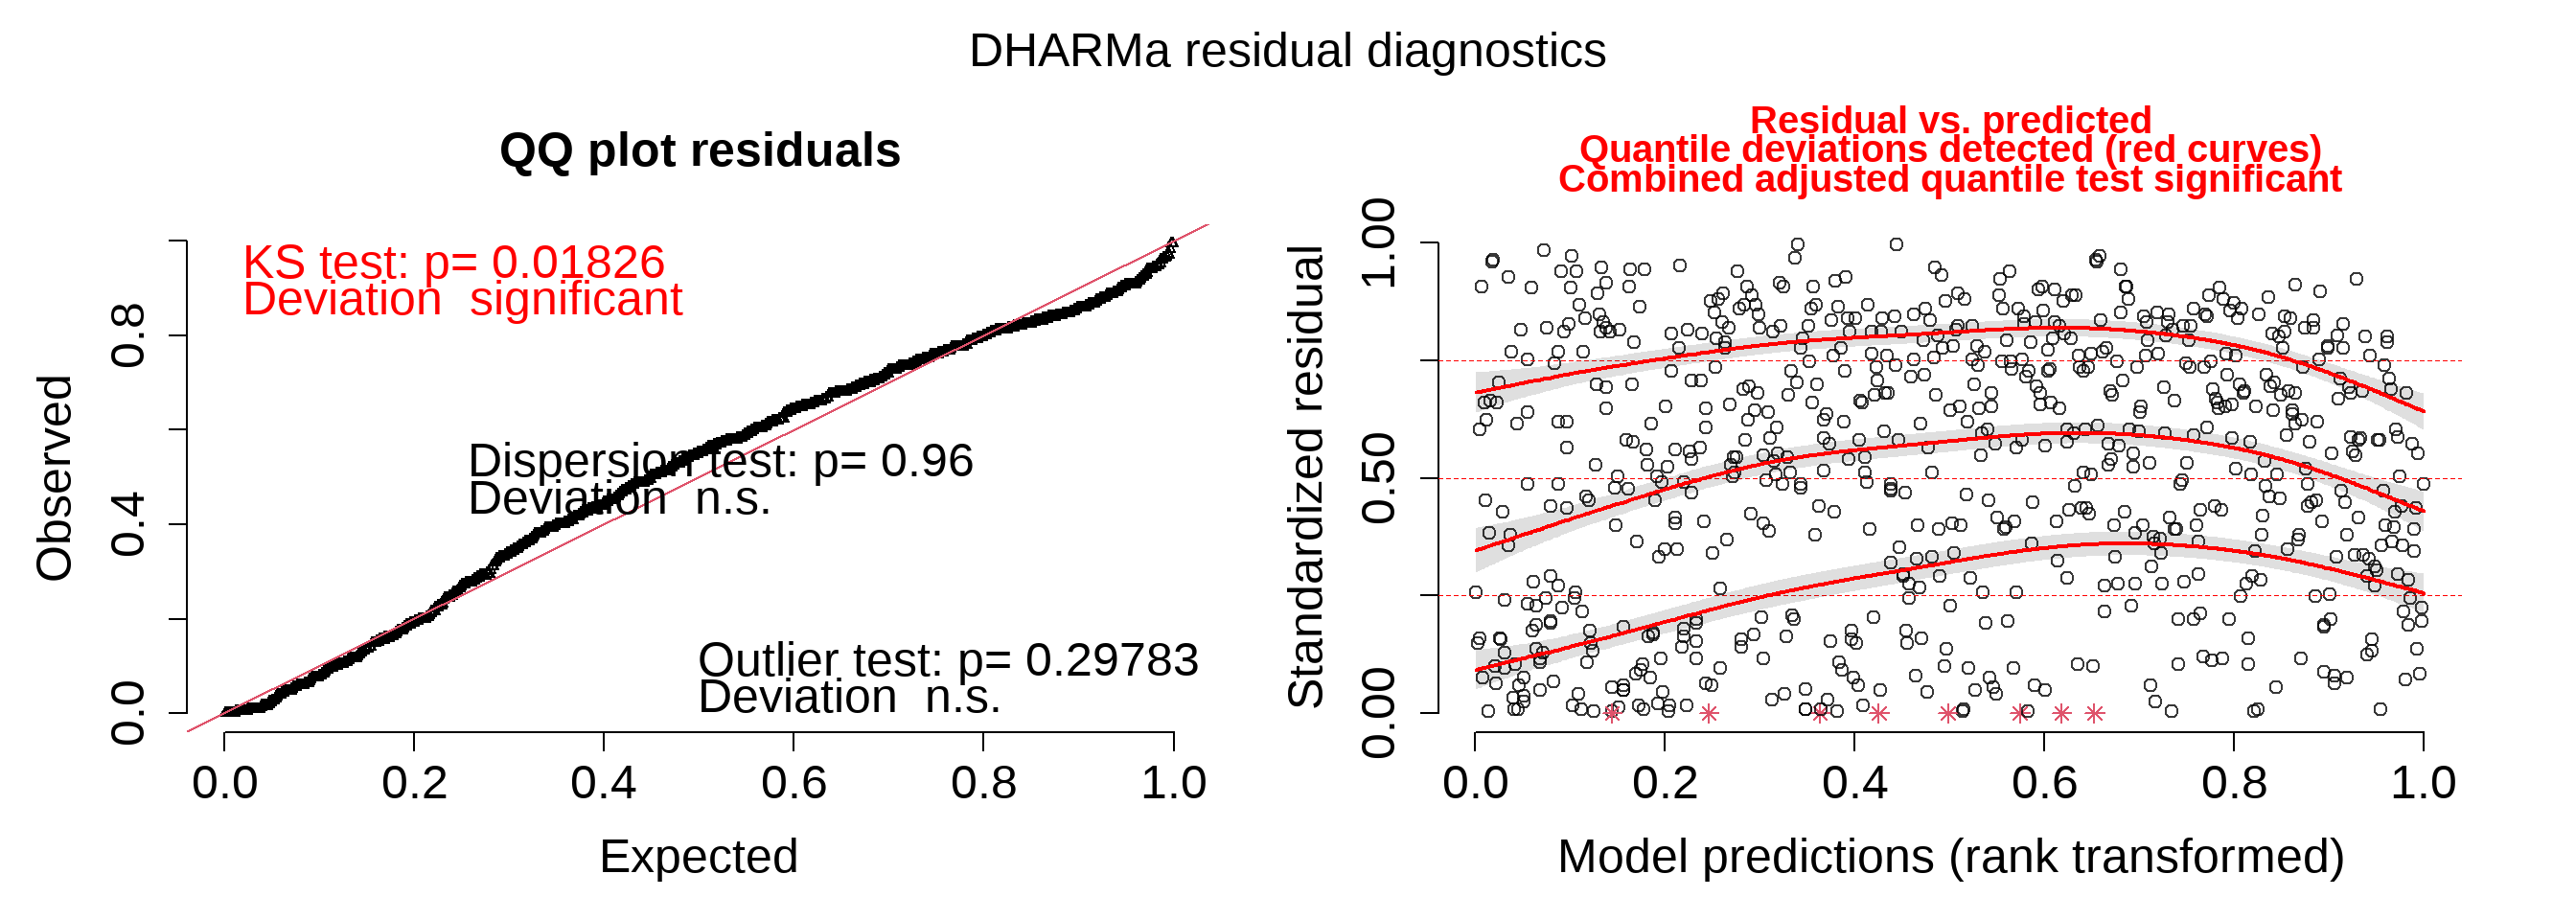 DHARMa residual diagnostics
QQ plot residuals
KS test: p= 0.01826
Deviation  significant
Dispersion test: p= 0.96
Deviation  n.s.
Outlier test: p= 0.29783
Deviation  n.s.
Observed
0.0
0.4
0.8
0.0
0.2
0.4
0.6
0.8
1.0
Expected
Residual vs. predicted
Quantile deviations detected (red curves)
Combined adjusted quantile test significant
Standardized residual
0.00
0.50
1.00
0.0
0.2
0.4
0.6
0.8
1.0
Model predictions (rank transformed)